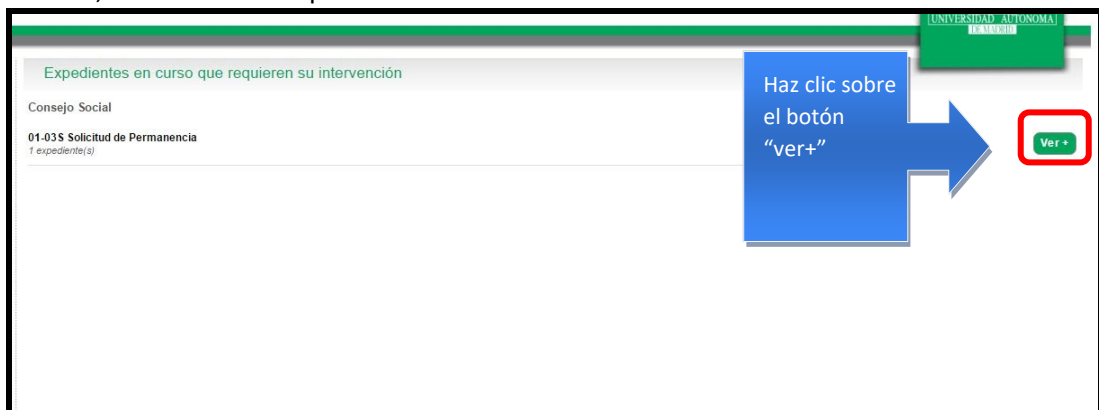 UNIVERSIDAD AUTONOMA
DE MADRID
Expedientes en curso que requieren su intervención
Consejo Social
01-03S Solicitud de Permanencia
1 expediente(s)
Haz clic sobre
el botón
“ver+”
Ver +